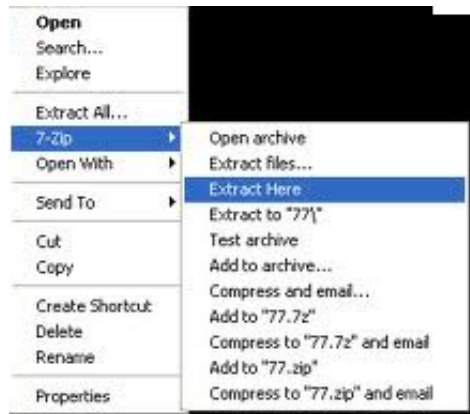 Open
Search...
Explore
Extract All...
7-Zip
Open With
Send To
Cut
Copy
Create Shortcut
Delete
Rename
Properties
Open archive
Extract files...
Extract Here
Extract to "77\"
Test archive
Add to archive...
Compress and email...
Add to "77.7z"
Compress to "77.7z" and email
Add to "77.zip"
Compress to "77.zip" and email